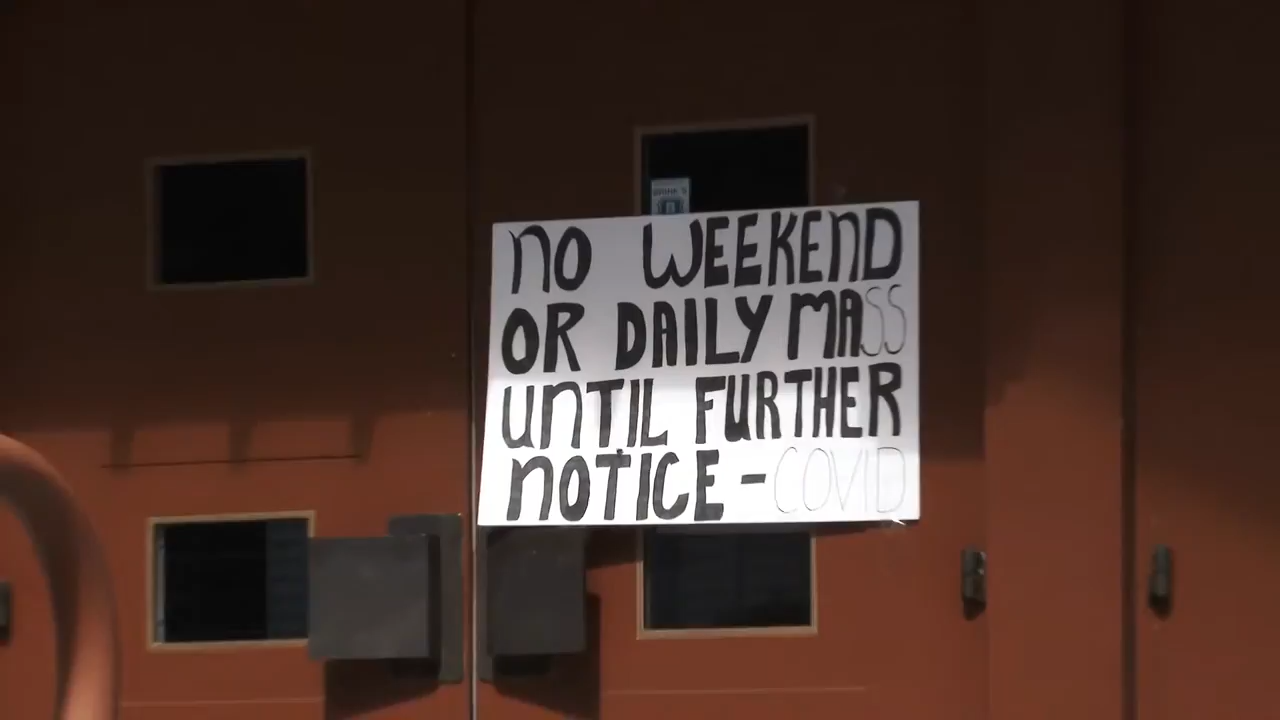 NO WEEKEND
OR DAILY MASS
UNTIL FURTHER
NOTICE - COVID